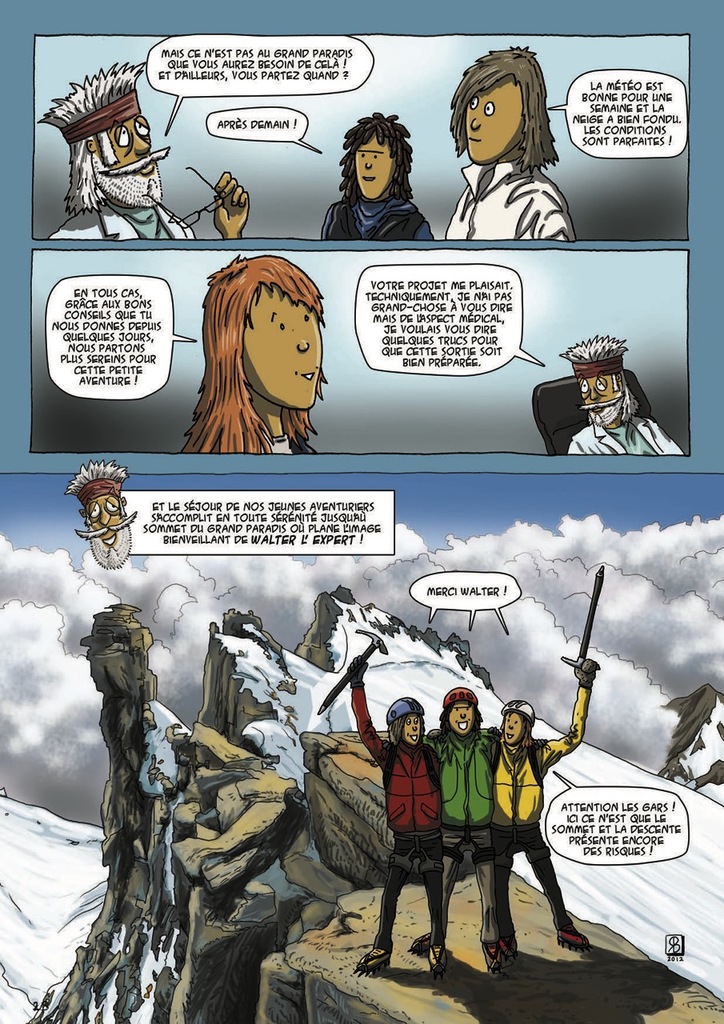 MAIS CE N'EST PAS AU GRAND PARADIS
QUE VOUS AUREZ BESOIN DE CELÀ !
ET D'AILLEURS, VOUS PARTEZ QUAND ?
APRÈS DEMAIN !
LA MÉTÉO EST
BONNE POUR UNE
SEMAINE ET LA
NEIGE A BIEN FONDU.
LES CONDITIONS
SONT PARFAITES !
EN TOUS CAS,
GRÂCE AUX BONS
CONSEILS QUE TU
NOUS DONNES DEPUIS
QUELQUES JOURS,
NOUS PARTONS
PLUS SEREINS POUR
CETTE PETITE
AVENTURE !
VOTRE PROJET ME PLAISAIT.
TECHNIQUEMENT, JE N'AI PAS
GRAND-CHOSE À VOUS DIRE
MAIS DE L'ASPECT MÉDICAL,
JE VOULAIS VOUS DIRE
QUELQUES TRUCS POUR
QUE CETTE SORTIE SOIT
BIEN PRÉPARÉE.
ET LE SÉJOUR DE NOS JEUNES AVENTURIERS
S'ACCOMPLIT EN TOUTE SÉRÉNITÉ JUSQU'AU
SOMMET DU GRAND PARADIS OÙ PLANE L'IMAGE
BIENVEILLANT DE WALTER L' EXPERT !
MERCI WALTER !
ATTENTION LES GARS !
ICI CE N'EST QUE LE
SOMMET ET LA DESCENTE
PRÉSENTE ENCORE
DES RISQUES !
2012